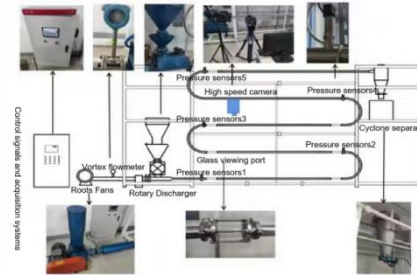 Pressure sensors5
High speed camera
Pressure sensors4
Pressure sensors3
Cyclone separa
Control signals and acquisition systems
Vortex flowmeter
Glass viewing port
Pressure sensors2
Roots Fans
Pressure sensors1
Rotary Discharger